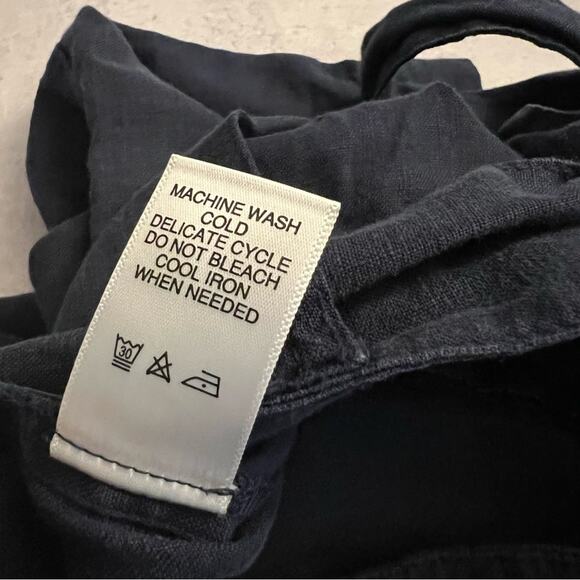 MACHINE WASH
COLD
DELICATE CYCLE
DO NOT BLEACH
COOL IRON
WHEN NEEDED
30